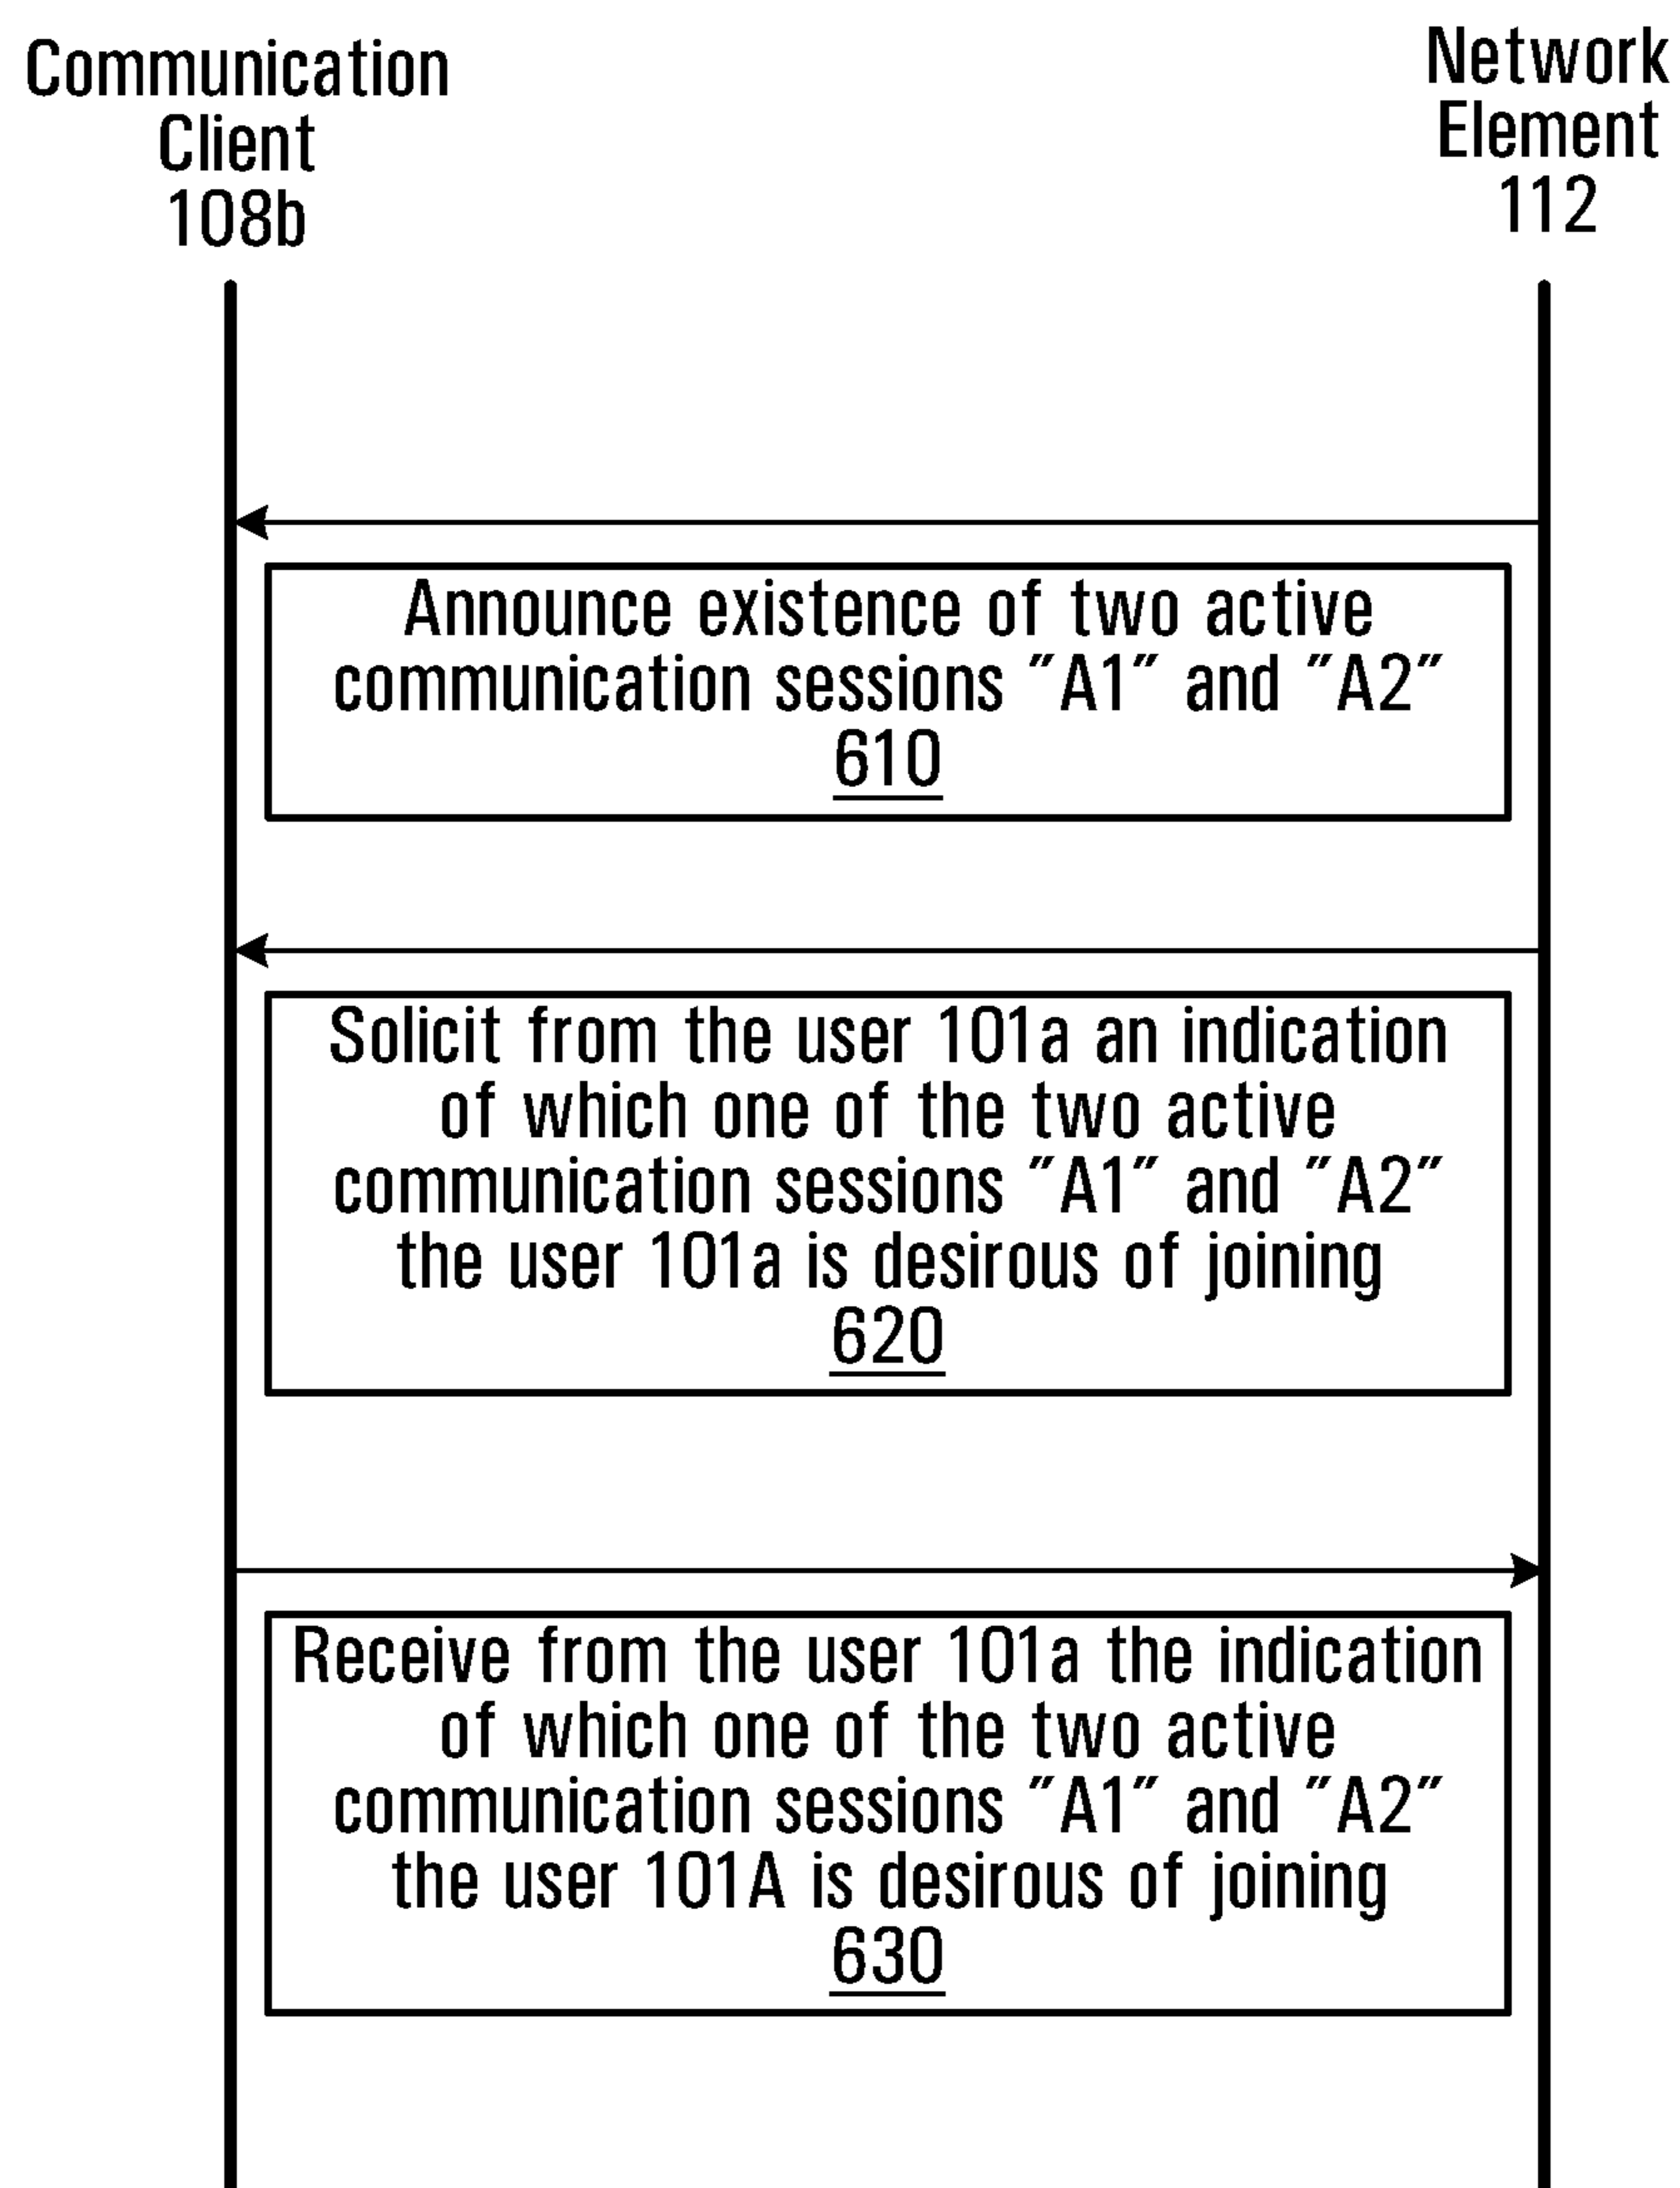 Communication
Client
108b
Network
Element
112
Announce existence of two active
communication sessions "A1" and "A2"
610
Solicit from the user 101a an indication
of which one of the two active
communication sessions "A1" and "A2"
the user 101a is desirous of joining
620
Receive from the user 101a the indication
of which one of the two active
communication sessions "A1" and "A2"
the user 101A is desirous of joining
630